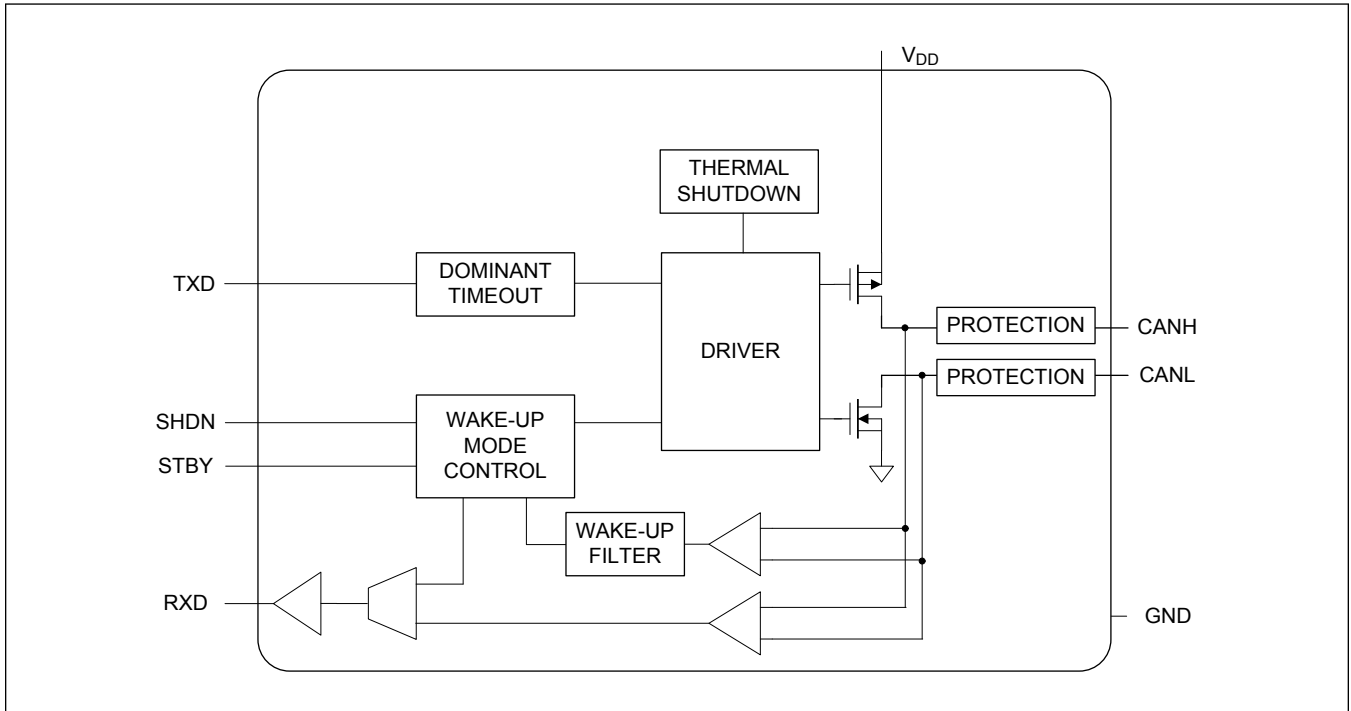 VDD
THERMAL
SHUTDOWN
TXD
DOMINANT
TIMEOUT
DRIVER
PROTECTION
CANH
PROTECTION
CANL
SHDN
STBY
WAKE-UP
MODE
CONTROL
WAKE-UP
FILTER
RXD
GND